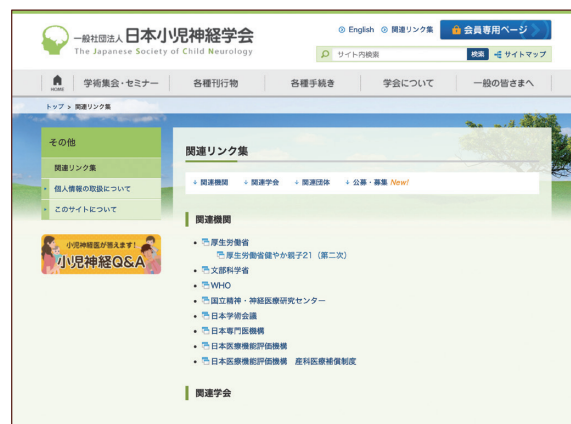 一般社団法人 日本小児神経学会
The Japanese Society of Child Neurology
English 関連リンク集 会員専用ページ
サイト内検索 検索 サイトマップ
HOME 学術集会・セミナー 各種刊行物 各種手続き 学会について 一般の皆さまへ
トップ > 関連リンク集
その他
関連リンク集
個人情報の取扱について
このサイトについて
小児神経医が答えます!
小児神経Q&A
関連リンク集
関連機関 関連学会 関連団体 公募・募集 New!
関連機関
厚生労働省
厚生労働省健やか親子21(第二次)
文部科学省
WHO
国立精神・神経医療研究センター
日本学術会議
日本専門医機構
日本医療機能評価機構
日本医療機能評価機構 産科医療補償制度
関連学会